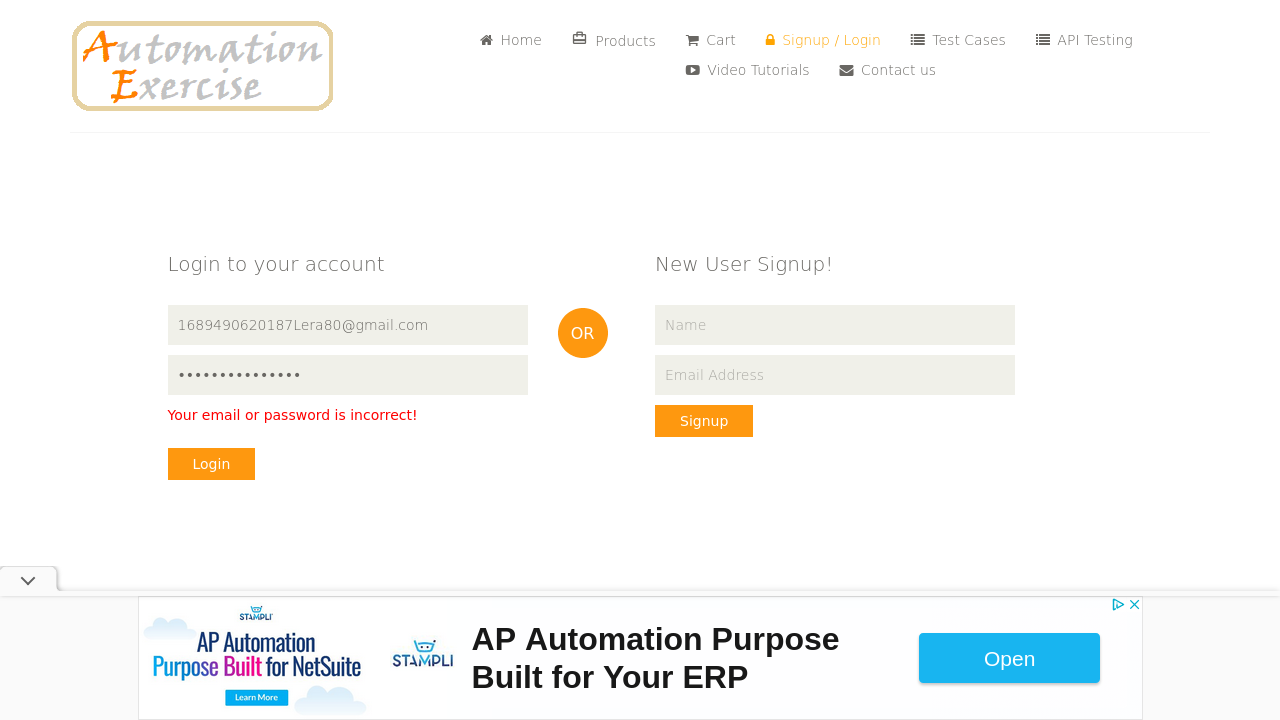 Automation
Exercise
Home
Products
Cart
Signup / Login
Test Cases
API Testing
Video Tutorials
Contact us
Login to your account
1689490620187Lera80@gmail.com
•••••••••••••••
Your email or password is incorrect!
Login
OR
New User Signup!
Name
Email Address
Signup
STAMPLI
AP Automation
Purpose Built for NetSuite
Learn More
STAMPLI
AP Automation Purpose
Built for Your ERP
Open